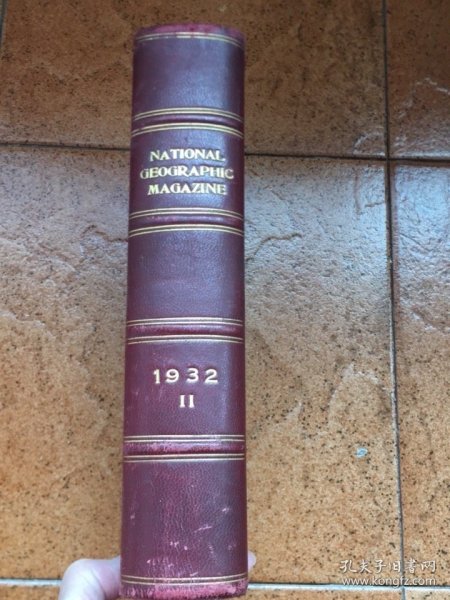 NATIONAL
GEOGRAPHIC
MAGAZINE
1932
II
孔夫子旧书网
www.kongfz.com